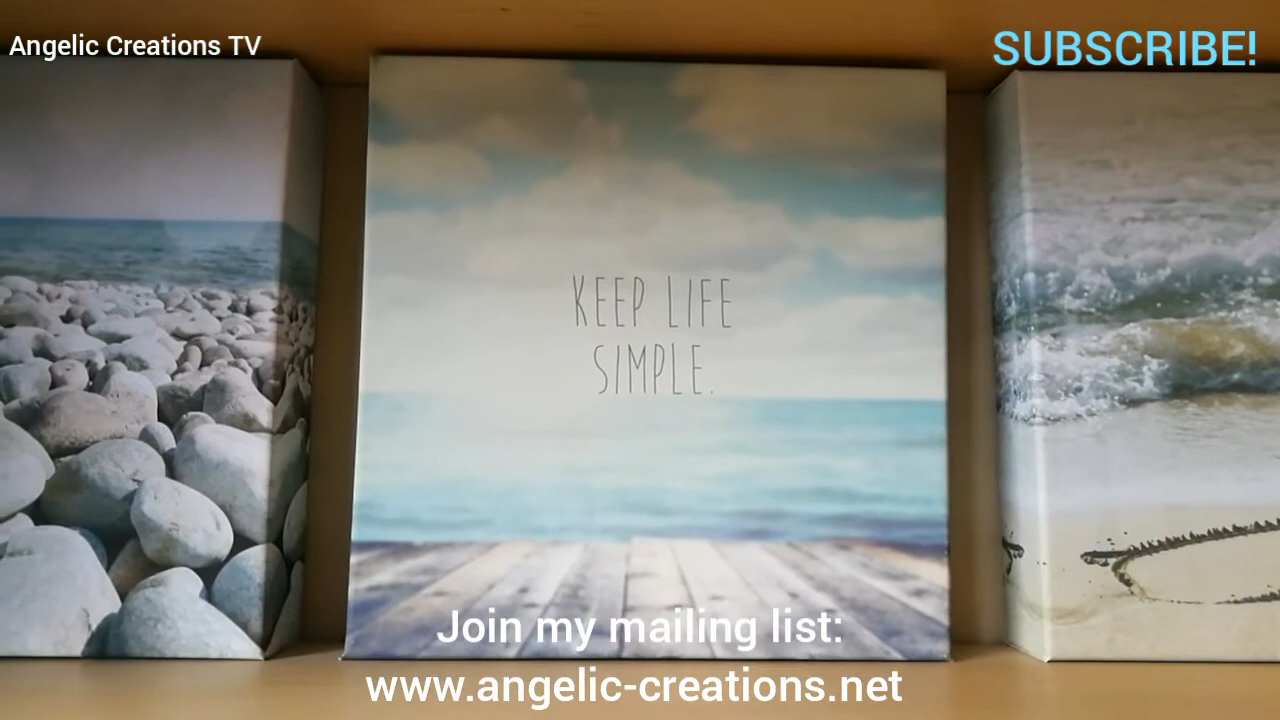 Angelic Creations TV
SUBSCRIBE!
KEEP LIFE
SIMPLE.
Join my mailing list:
www.angelic-creations.net